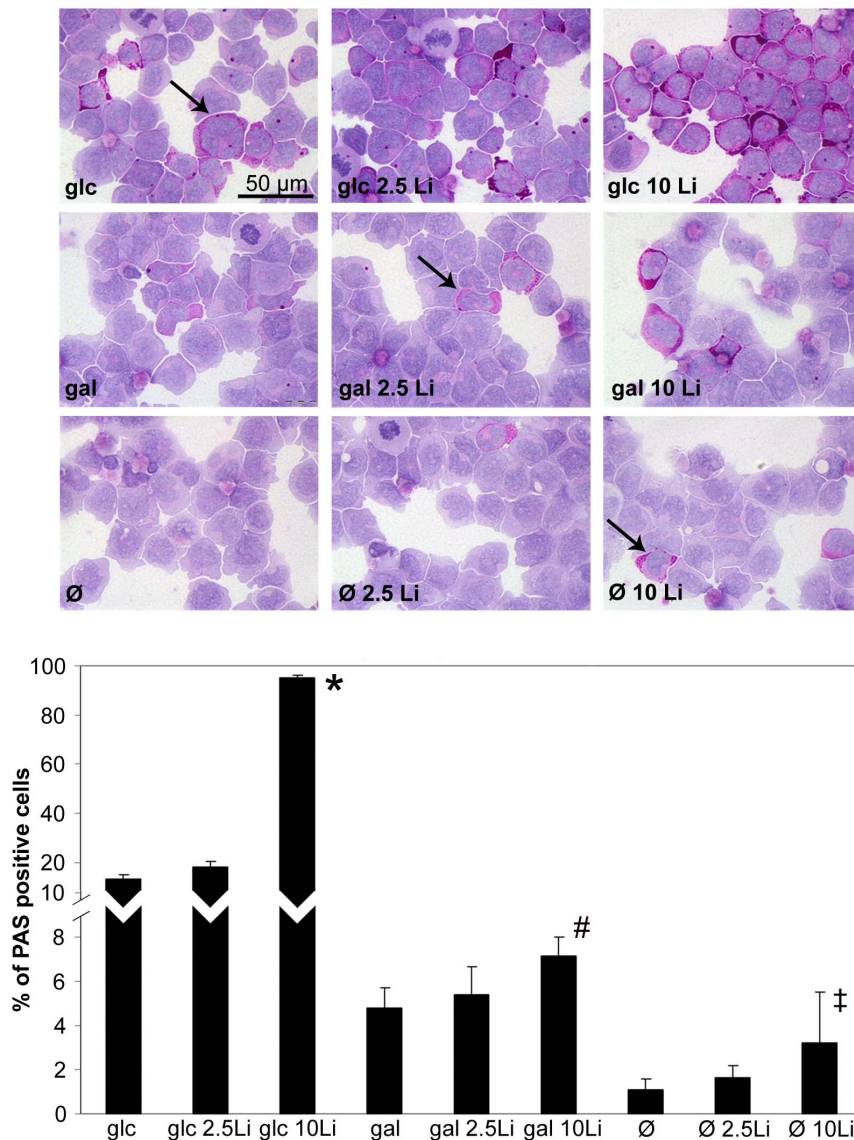 glc
50 µm
glc 2.5 Li
glc 10 Li
gal
gal 2.5 Li
gal 10 Li
Ø
Ø 2.5 Li
Ø 10 Li
% of PAS positive cells
100
80
60
40
20
10
8
6
4
2
0
*
#
‡
glc
glc 2.5Li
glc 10Li
gal
gal 2.5Li
gal 10Li
Ø
Ø 2.5Li
Ø 10Li